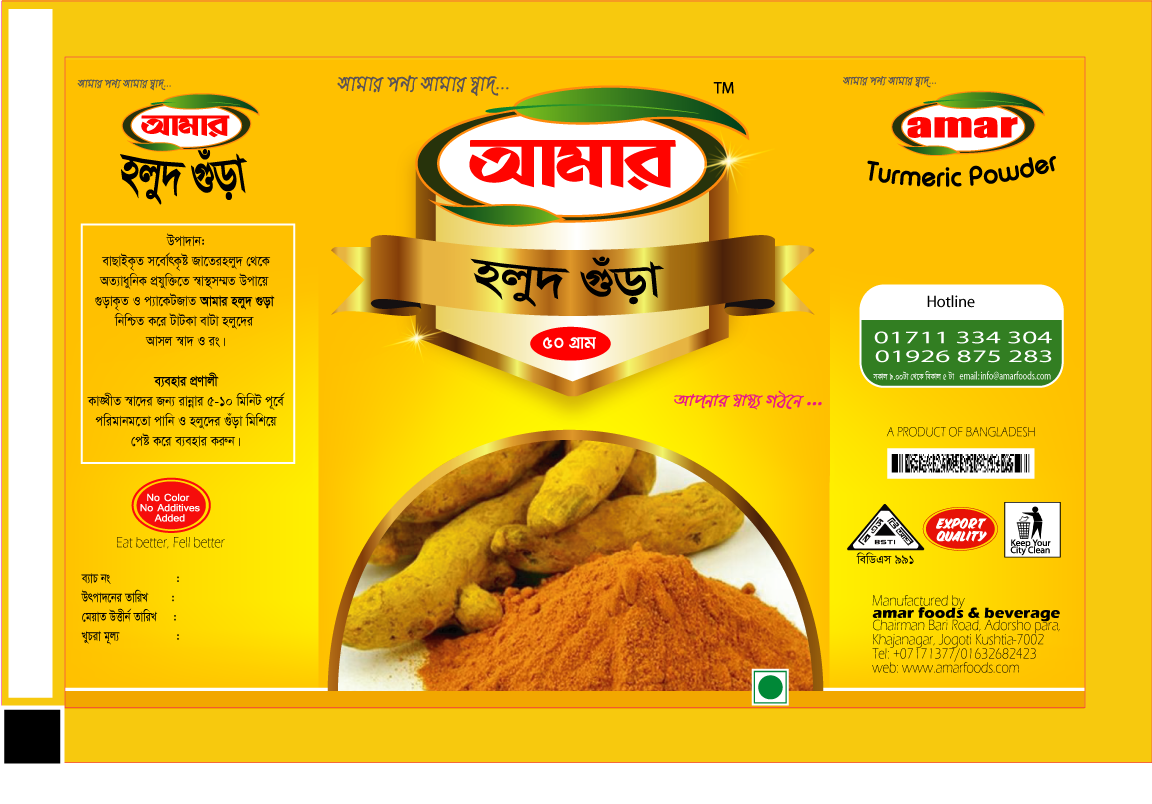 আমার পন্য আমার স্বাদ...
আমার
হলুদ গুঁড়া
উপাদান:
বাছাইকৃত সর্বোৎকৃষ্ট জাতেরহলুদ থেকে
অত্যাধুনিক প্রযুক্তিতে স্বাস্থসম্মত উপায়ে
গুড়াকৃত ও প্যাকেটজাত আমার হলুদ গুড়া
নিশ্চিত করে টাটকা বাটা হলুদের
আসল স্বাদ ও রং।
ব্যবহার প্রণালী
কাঙ্খীত স্বাদের জন্য রান্নার ৫-১০ মিনিট পূর্বে
পরিমানমতো পানি ও হলুদের গুঁড়া মিশিয়ে
পেষ্ট করে ব্যবহার করুন।
No Color
No Additives
Added
Eat better, Fell better
ব্যাচ নং :
উৎপাদনের তারিখ :
মেয়াত উর্ত্তীন তারিখ :
খুচরা মূল্য :
আমার পন্য আমার স্বাদ...
TM
আমার
হলুদ গুঁড়া
৫০ গ্রাম
আপনার স্বাস্থ্য গঠনে ...
আমার পন্য আমার স্বাদ...
amar
Turmeric Powder
Hotline
01711 334 304
01926 875 283
সকাল ৯.০০টা থেকে বিকাল ৫ টা email:info@amarfoods.com
A PRODUCT OF BANGLADESH
BSTI
বিডিএস ৯৯১
EXPORT
QUALITY
Keep Your
City Clean
Manufactured by
amar foods & beverage
Chairman Bari Road, Adorsho para,
Khajanagar, Jogoti Kushtia-7002
Tel: +07171377/01632682423
web: www.amarfoods.com